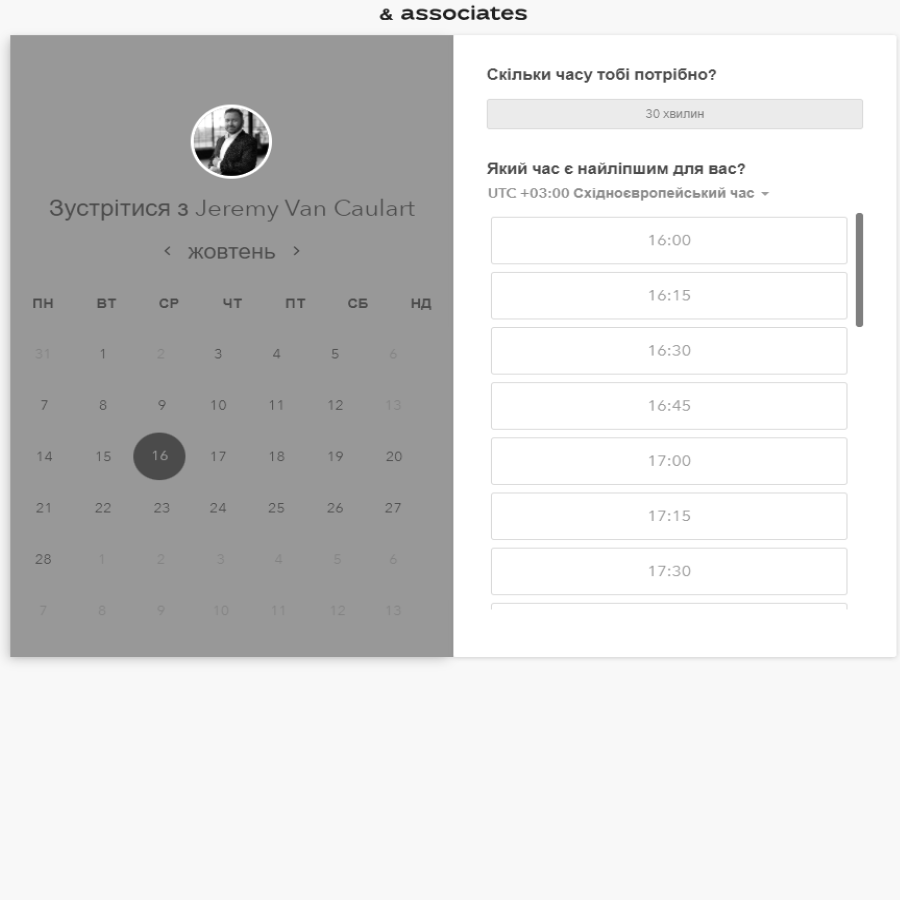 & associates
Зустрітися з Jeremy Van Caulart
< жовтень >
ПН ВТ СР ЧТ ПТ СБ НД
31 1 2 3 4 5 6
7 8 9 10 11 12 13
14 15 16 17 18 19 20
21 22 23 24 25 26 27
28 1 2 3 4 5 6
7 8 9 10 11 12 13
Скільки часу тобі потрібно?
30 хвилин
Який час є найліпшим для вас?
UTC +03:00 Східноєвропейський час
16:00
16:15
16:30
16:45
17:00
17:15
17:30